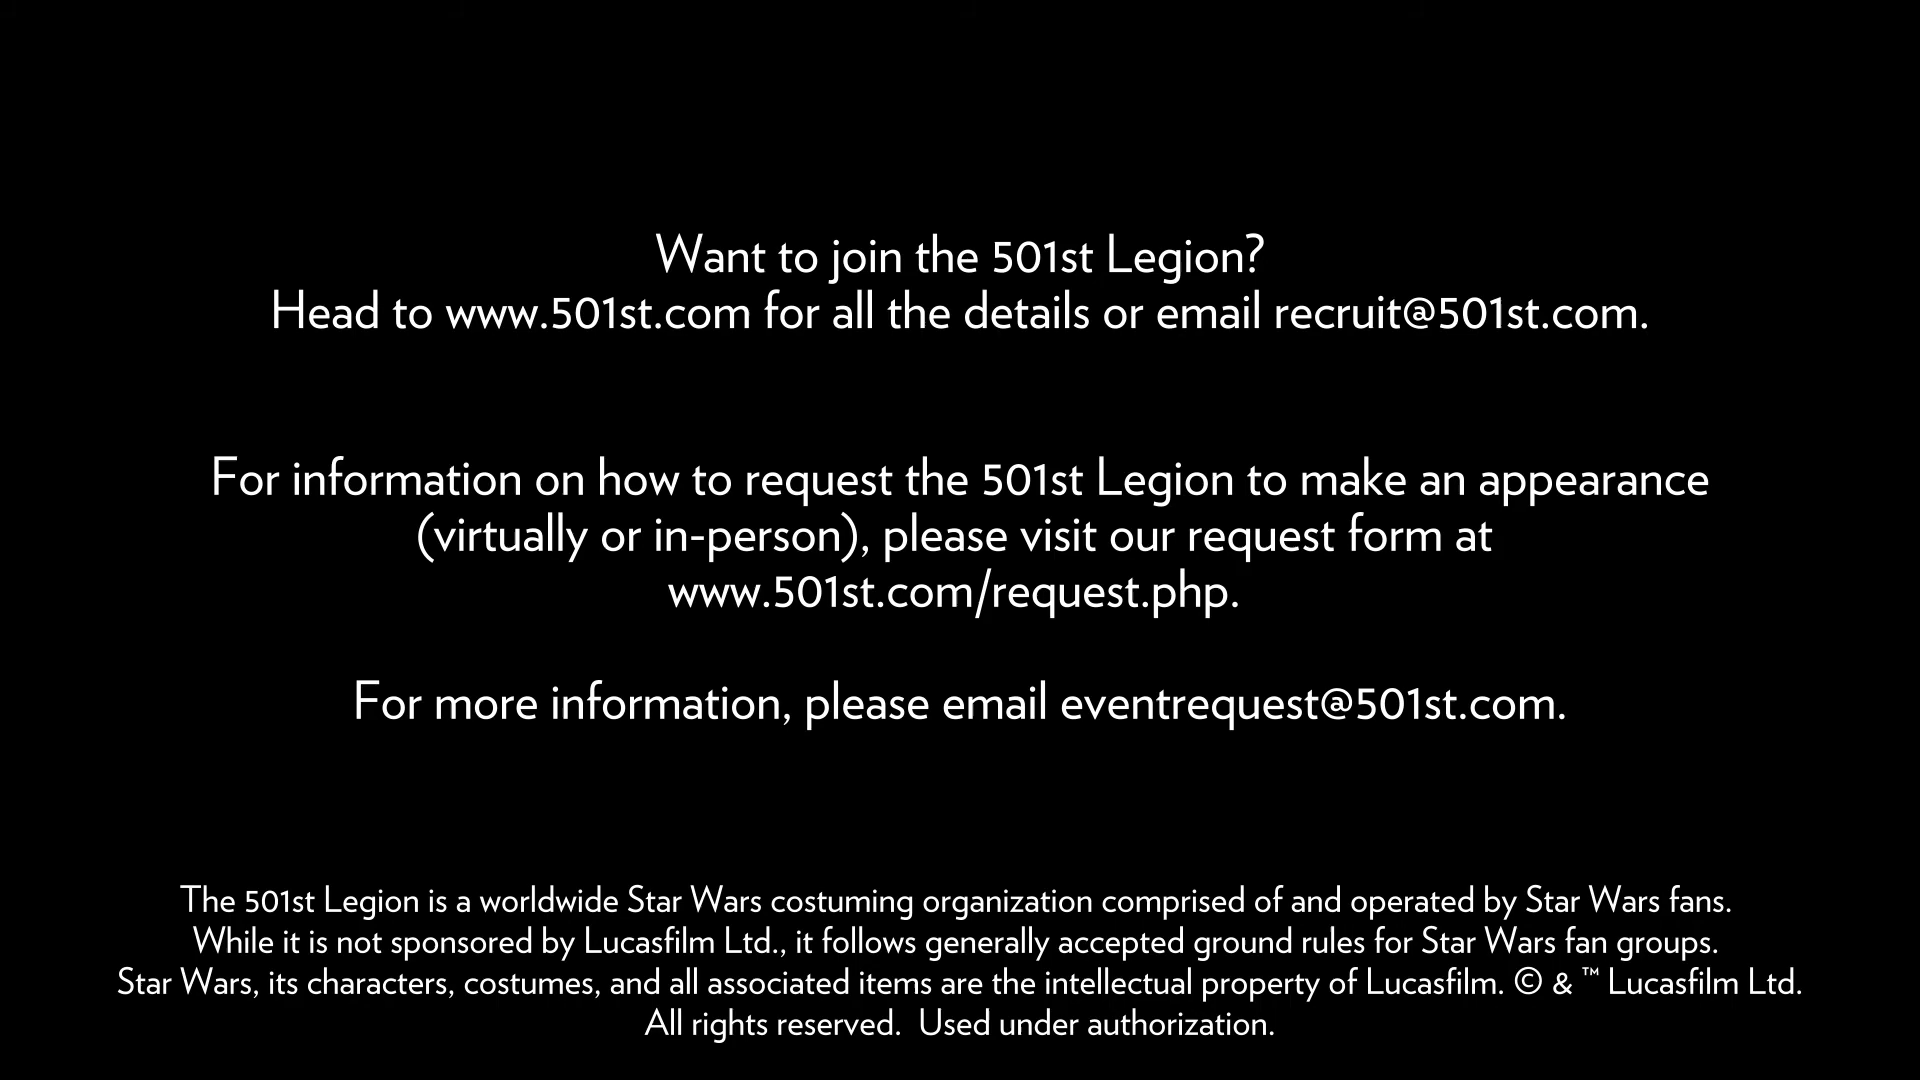 Want to join the 501st Legion?
Head to www.501st.com for all the details or email recruit@501st.com.
For information on how to request the 501st Legion to make an appearance
(virtually or in-person), please visit our request form at
www.501st.com/request.php.
For more information, please email eventrequest@501st.com.
The 501st Legion is a worldwide Star Wars costuming organization comprised of and operated by Star Wars fans.
While it is not sponsored by Lucasfilm Ltd., it follows generally accepted ground rules for Star Wars fan groups.
Star Wars, its characters, costumes, and all associated items are the intellectual property of Lucasfilm. © & ™ Lucasfilm Ltd.
All rights reserved.  Used under authorization.